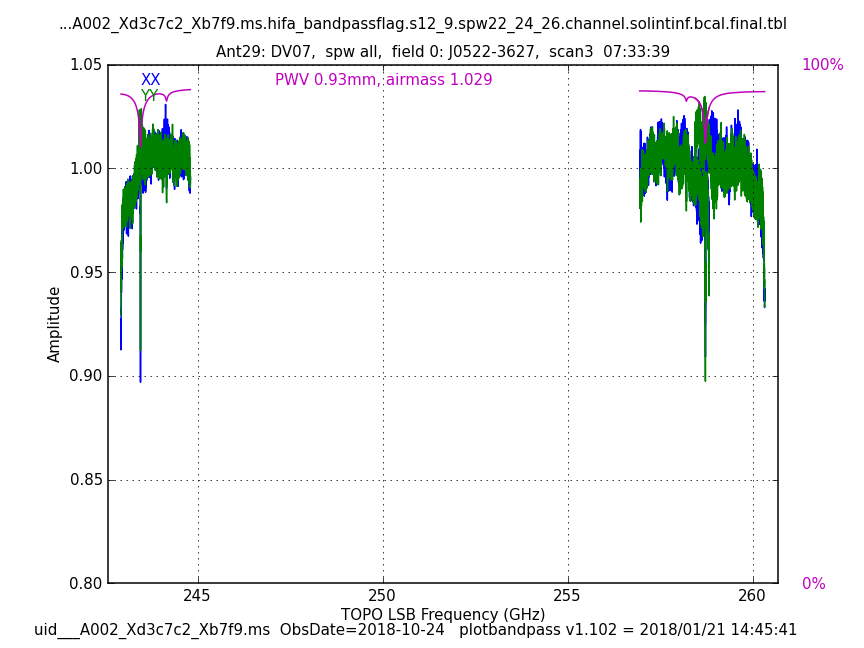 ...A002_Xd3c7c2_Xb7f9.ms.hifa_bandpassflag.s12_9.spw22_24_26.channel.solintinf.bcal.final.tbl
Ant29: DV07,  spw all,  field 0: J0522-3627,  scan3  07:33:39
1.05
100%
XX
PWV 0.93mm, airmass 1.029
YY
1.00
0.95
Amplitude
0.90
0.85
0.80
0%
245
250
255
260
TOPO LSB Frequency (GHz)
uid___A002_Xd3c7c2_Xb7f9.ms  ObsDate=2018-10-24   plotbandpass v1.102 = 2018/01/21 14:45:41